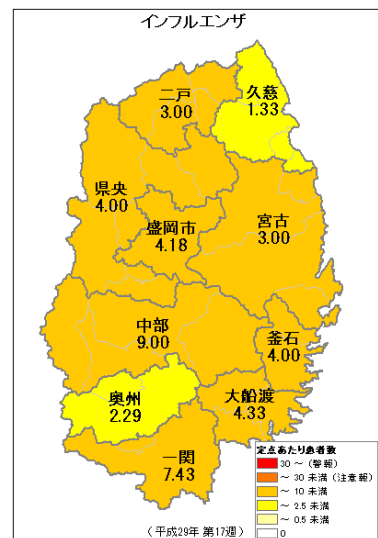 インフルエンザ
二戸
3.00
久慈
1.33
県央
4.00
盛岡市
4.18
宮古
3.00
中部
9.00
釜石
4.00
奥州
2.29
大船渡
4.33
一関
7.43
定点あたり患者数
30 ~ (警報)
~ 30 未満 (注意報)
~ 10 未満
~ 2.5 未満
~ 0.5 未満
0
(平成29年 第17週)